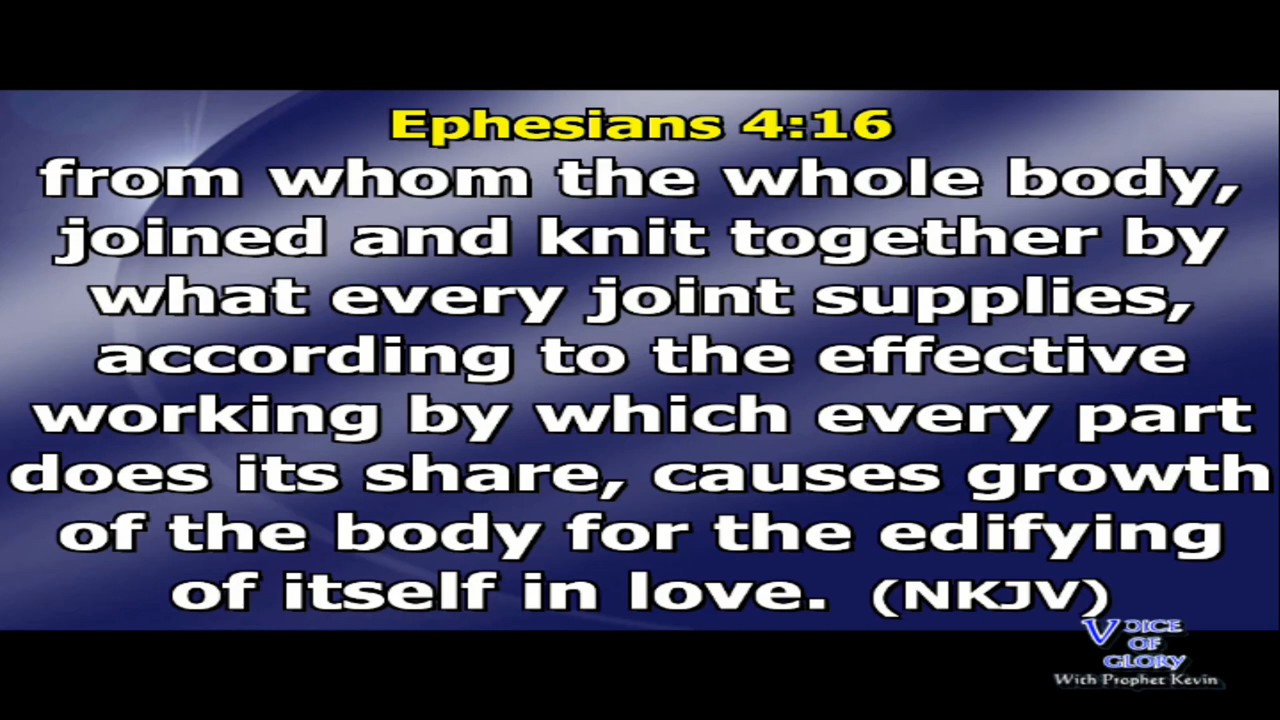 Ephesians 4:16
from whom the whole body,
joined and knit together by
what every joint supplies,
according to the effective
working by which every part
does its share, causes growth
of the body for the edifying
of itself in love. (NKJV)
VOICE
OF
GLORY
With Prophet Kevin